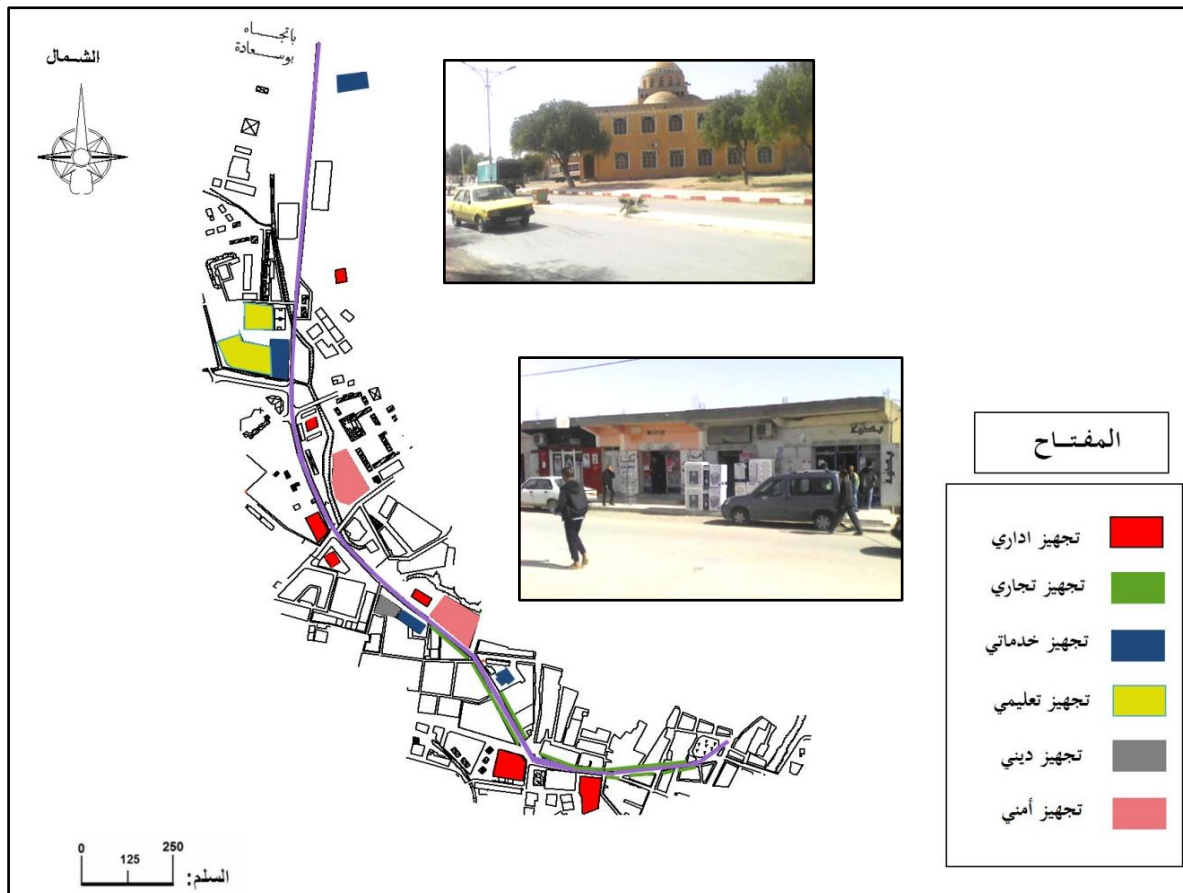 باتجاه
بوسعادة
الشمال
المفتاح
تجهيز اداري
تجهيز تجاري
تجهيز خدماتي
تجهيز تعليمي
تجهيز ديني
تجهيز أمني
0 125 250
السلم: